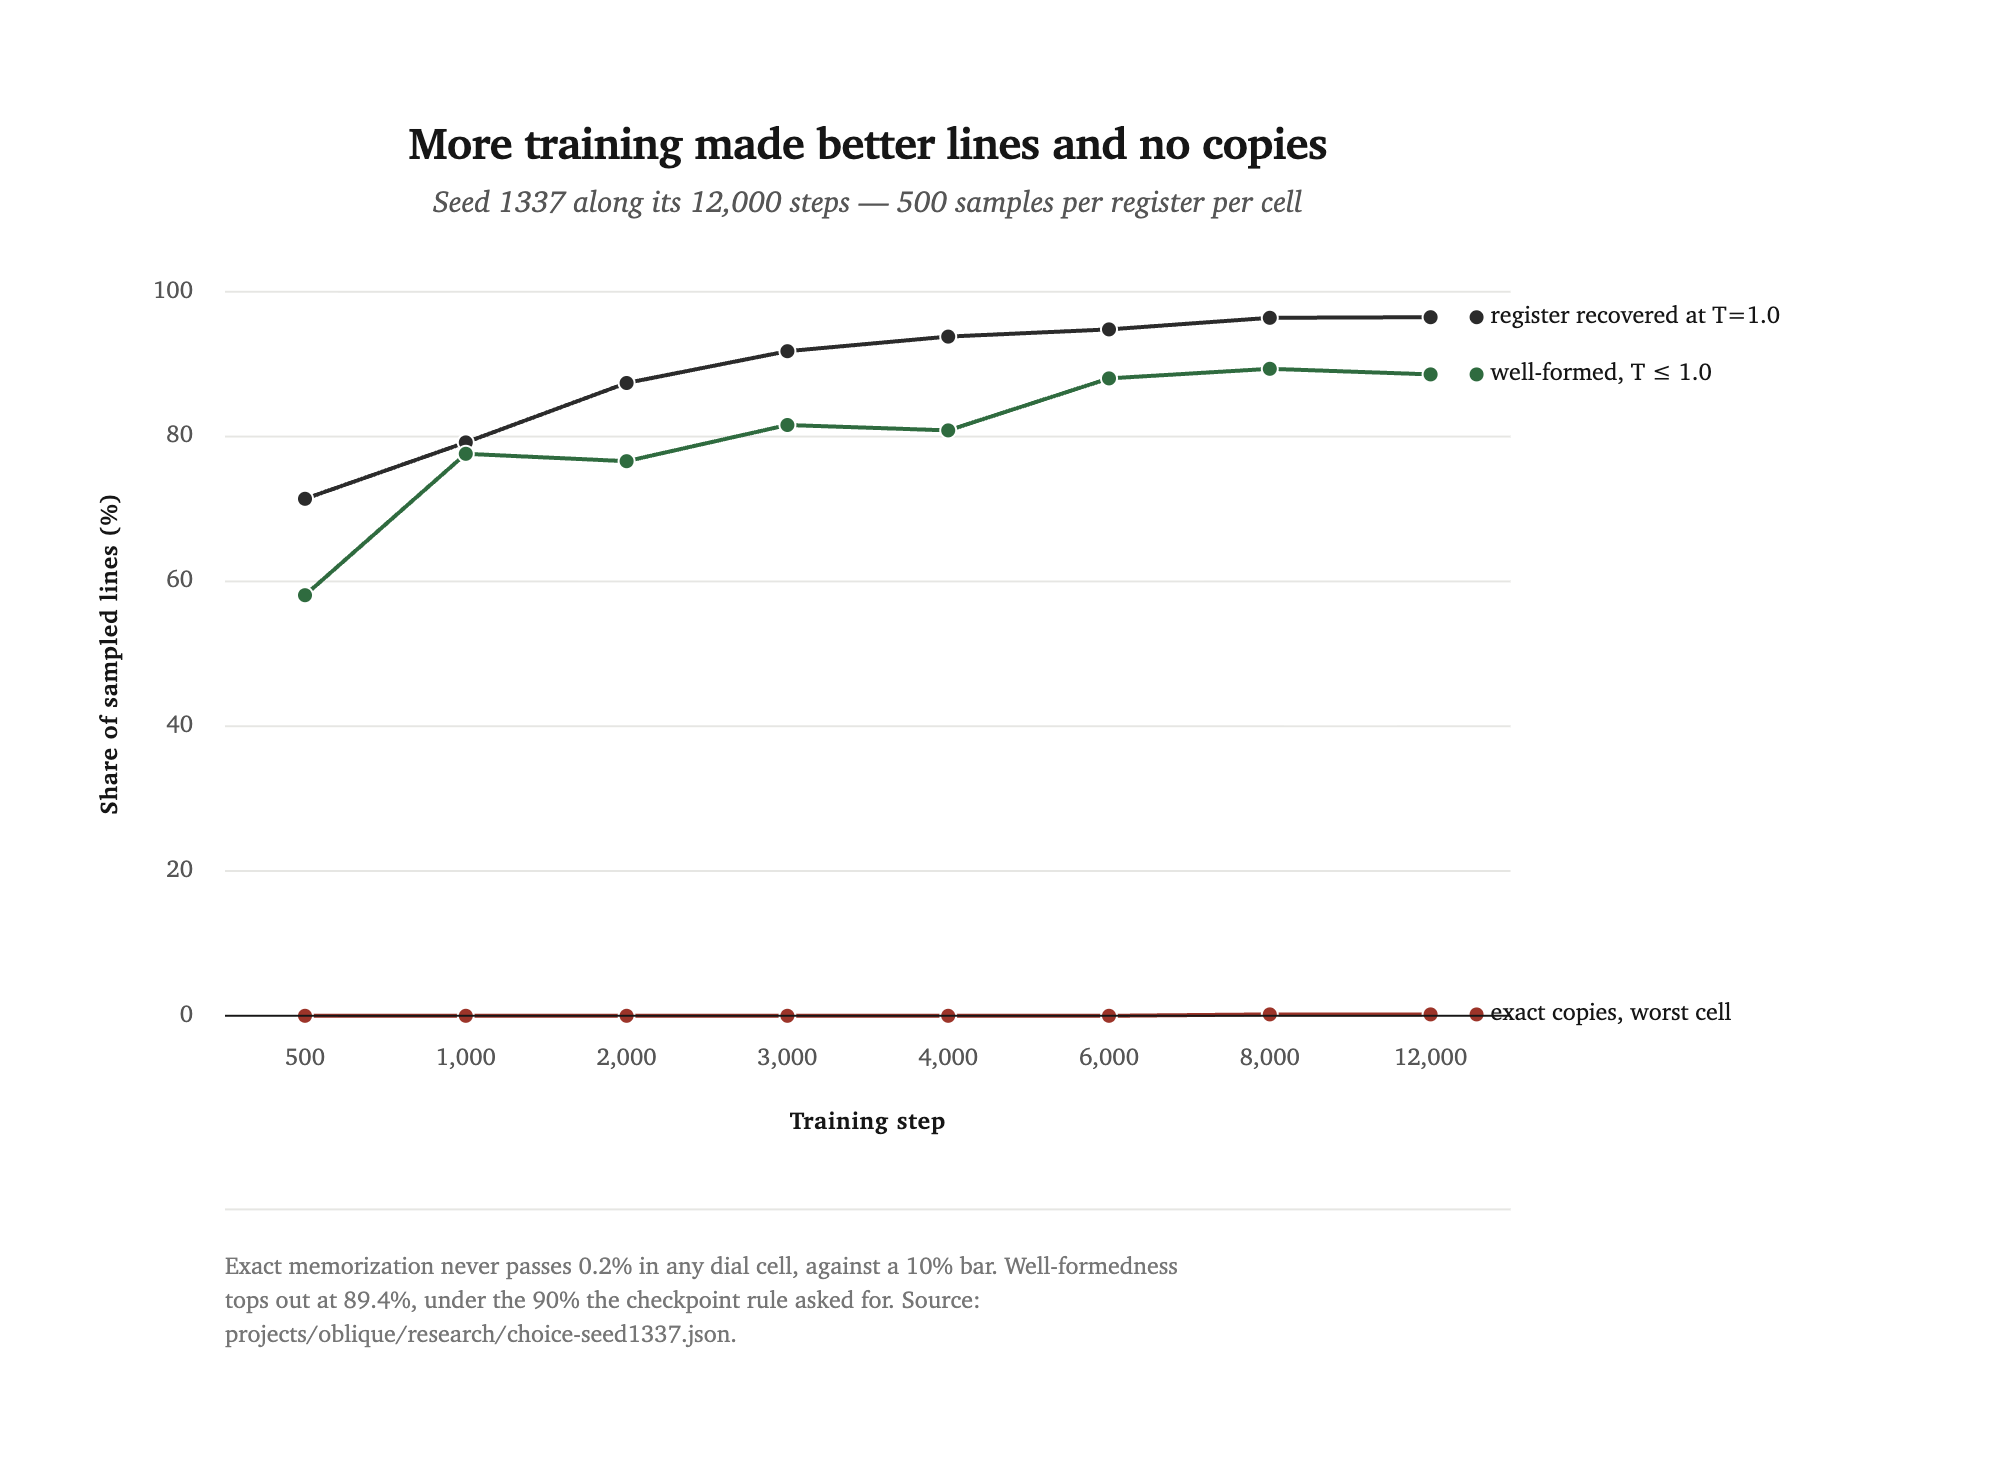 More training made better lines and no copies
Seed 1337 along its 12,000 steps — 500 samples per register per cell
100
80
60
40
20
0
Share of sampled lines (%)
register recovered at T=1.0
well-formed, T ≤ 1.0
exact copies, worst cell
500 1,000 2,000 3,000 4,000 6,000 8,000 12,000
Training step
Exact memorization never passes 0.2% in any dial cell, against a 10% bar. Well-formedness
tops out at 89.4%, under the 90% the checkpoint rule asked for. Source:
projects/oblique/research/choice-seed1337.json.